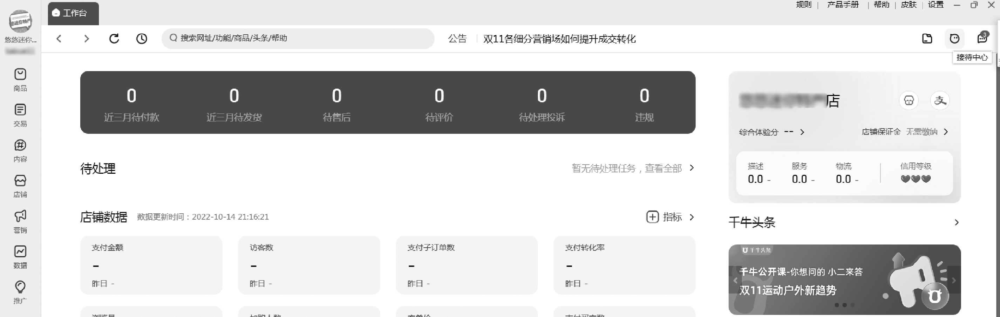 工作台
规则 | 产品手册 | 帮助 | 皮肤 | 设置
悠悠迷你...
搜索网址/功能/商品/头条/帮助
公告 双11各细分营销场如何提升成交转化
3
接待中心
商品
交易
内容
店铺
营销
数据
推广
0 0 0 0 0 0
近三月待付款 近三月待发货 待售后 待评价 待处理投诉 违规
店
综合体验分 -- 店铺保证金 无需缴纳
描述 服务 物流 信用等级
0.0 - 0.0 - 0.0 -
待处理 暂无待处理任务，查看全部
店铺数据 数据更新时间：2022-10-14 21:16:21 指标
支付金额 访客数 支付子订单数 支付转化率
- - - -
昨日 - 昨日 - 昨日 - 昨日 -
千牛头条
千牛头条
千牛公开课-你想问的 小二来答
双11运动户外新趋势